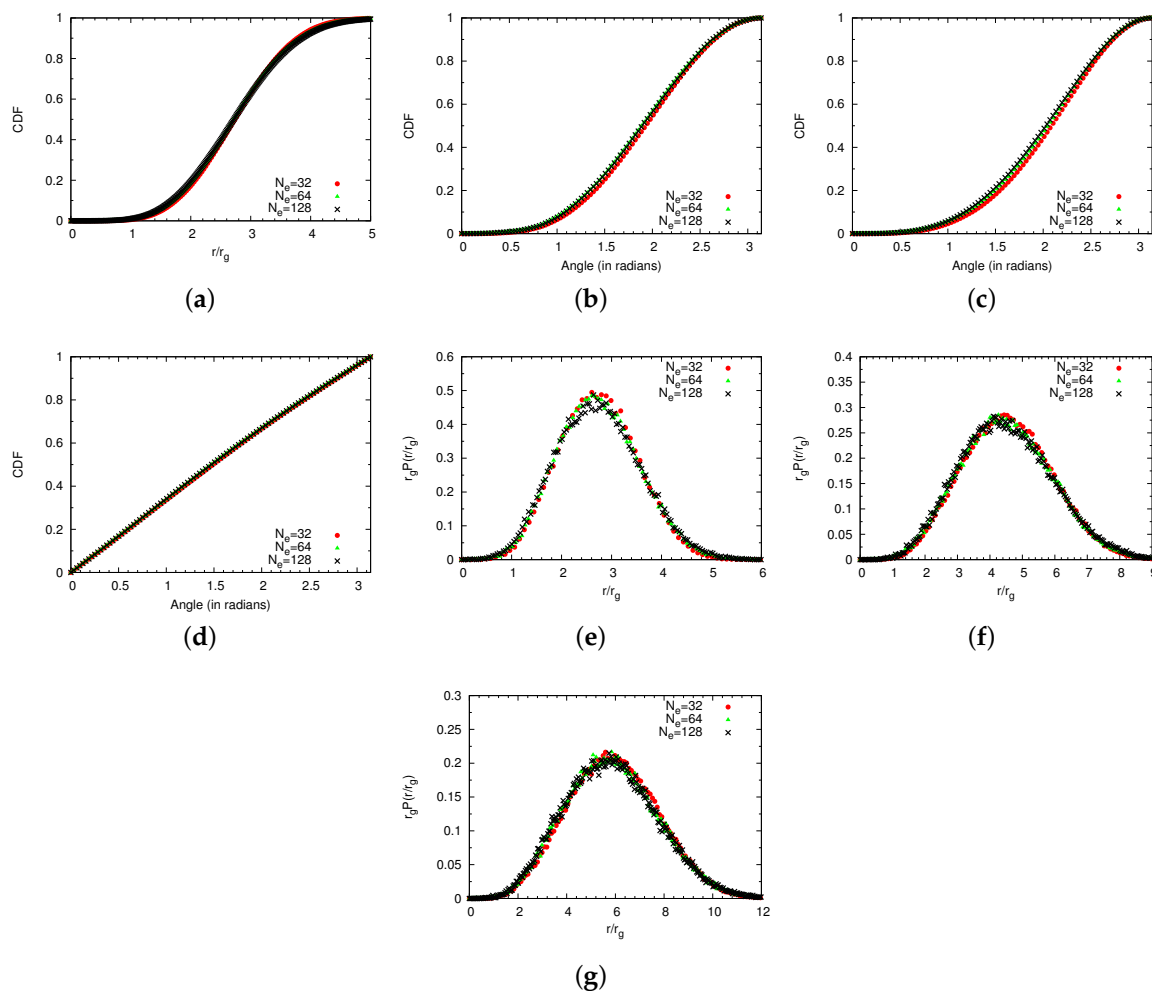 1
0.8
0.6
0.4
0.2
0
CDF
N_e=32
N_e=64
N_e=128
0 1 2 3 4 5
r/r_g
(a)
1
0.8
0.6
0.4
0.2
0
CDF
N_e=32
N_e=64
N_e=128
0 0.5 1 1.5 2 2.5 3
Angle (in radians)
(b)
1
0.8
0.6
0.4
0.2
0
CDF
N_e=32
N_e=64
N_e=128
0 0.5 1 1.5 2 2.5 3
Angle (in radians)
(c)
1
0.8
0.6
0.4
0.2
0
CDF
N_e=32
N_e=64
N_e=128
0 0.5 1 1.5 2 2.5 3
Angle (in radians)
(d)
0.6
0.5
0.4
0.3
0.2
0.1
0
r_gP(r/r_g)
N_e=32
N_e=64
N_e=128
0 1 2 3 4 5 6
r/r_g
(e)
0.4
0.35
0.3
0.25
0.2
0.15
0.1
0.05
0
r_gP(r/r_g)
N_e=32
N_e=64
N_e=128
0 1 2 3 4 5 6 7 8 9
r/r_g
(f)
0.3
0.25
0.2
0.15
0.1
0.05
0
r_gP(r/r_g)
N_e=32
N_e=64
N_e=128
0 2 4 6 8 10 12
r/r_g
(g)